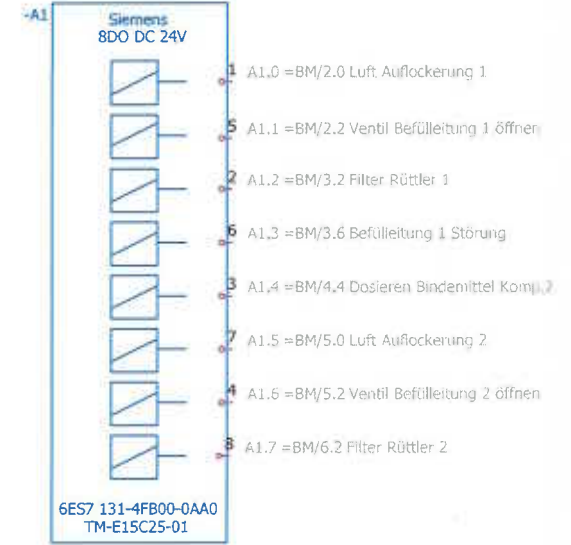 -A1
Siemens
8DO DC 24V
1 A1.0 =BM/2.0 Luft Auflockerung 1
5 A1.1 =BM/2.2 Ventil Befülleitung 1 öffnen
2 A1.2 =BM/3.2 Filter Rüttler 1
6 A1.3 =BM/3.6 Befülleitung 1 Störung
3 A1.4 =BM/4.4 Dosieren Bindemittel Komp.2
7 A1.5 =BM/5.0 Luft Auflockerung 2
4 A1.6 =BM/5.2 Ventil Befülleitung 2 öffnen
8 A1.7 =BM/6.2 Filter Rüttler 2
6ES7 131-4FB00-0AA0
TM-E15C25-01